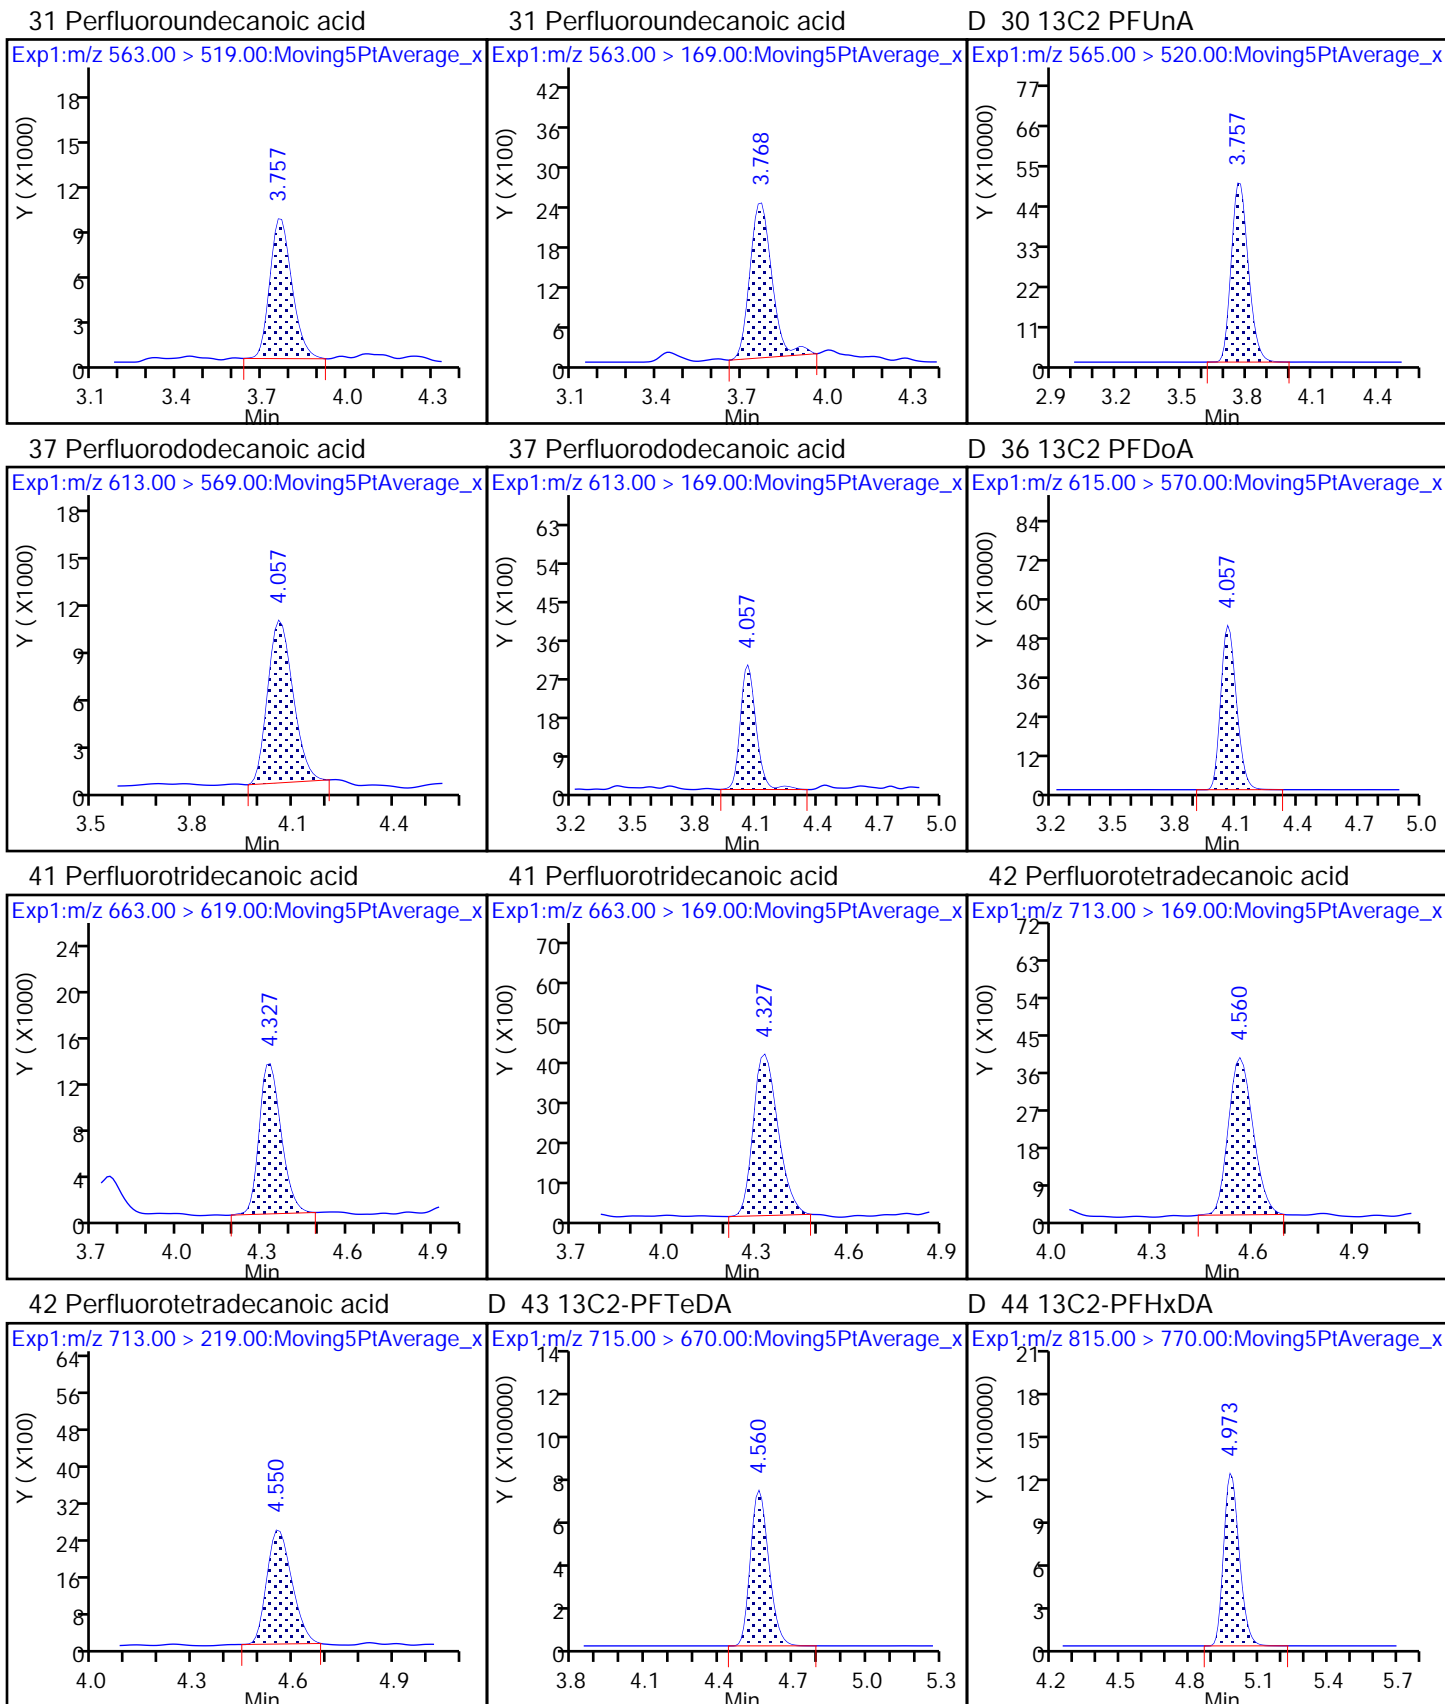 31 Perfluoroundecanoic acid
Exp1:m/z 563.00 > 519.00:Moving5PtAverage_x
Y ( X1000)
18
15
12
9
6
3
0
3.757
3.1 3.4 3.7 4.0 4.3
Min
31 Perfluoroundecanoic acid
Exp1:m/z 563.00 > 169.00:Moving5PtAverage_x
Y ( X100)
42
36
30
24
18
12
6
0
3.768
3.1 3.4 3.7 4.0 4.3
Min
D 30 13C2 PFUnA
Exp1:m/z 565.00 > 520.00:Moving5PtAverage_x
Y ( X10000)
77
66
55
44
33
22
11
0
3.757
2.9 3.2 3.5 3.8 4.1 4.4
Min
37 Perfluorododecanoic acid
Exp1:m/z 613.00 > 569.00:Moving5PtAverage_x
Y ( X1000)
18
15
12
9
6
3
0
4.057
3.5 3.8 4.1 4.4
Min
37 Perfluorododecanoic acid
Exp1:m/z 613.00 > 169.00:Moving5PtAverage_x
Y ( X100)
63
54
45
36
27
18
9
0
4.057
3.2 3.5 3.8 4.1 4.4 4.7 5.0
Min
D 36 13C2 PFDoA
Exp1:m/z 615.00 > 570.00:Moving5PtAverage_x
Y ( X10000)
84
72
60
48
36
24
12
0
4.057
3.2 3.5 3.8 4.1 4.4 4.7 5.0
Min
41 Perfluorotridecanoic acid
Exp1:m/z 663.00 > 619.00:Moving5PtAverage_x
Y ( X1000)
24
20
16
12
8
4
0
4.327
3.7 4.0 4.3 4.6 4.9
Min
41 Perfluorotridecanoic acid
Exp1:m/z 663.00 > 169.00:Moving5PtAverage_x
Y ( X100)
70
60
50
40
30
20
10
0
4.327
3.7 4.0 4.3 4.6 4.9
Min
42 Perfluorotetradecanoic acid
Exp1:m/z 713.00 > 169.00:Moving5PtAverage_x
Y ( X100)
72
63
54
45
36
27
18
9
0
4.560
4.0 4.3 4.6 4.9
Min
42 Perfluorotetradecanoic acid
Exp1:m/z 713.00 > 219.00:Moving5PtAverage_x
Y ( X100)
64
56
48
40
32
24
16
8
0
4.550
4.0 4.3 4.6 4.9
Min
D 43 13C2-PFTeDA
Exp1:m/z 715.00 > 670.00:Moving5PtAverage_x
Y ( X100000)
14
12
10
8
6
4
2
0
4.560
3.8 4.1 4.4 4.7 5.0 5.3
Min
D 44 13C2-PFHxDA
Exp1:m/z 815.00 > 770.00:Moving5PtAverage_x
Y ( X100000)
21
18
15
12
9
6
3
0
4.973
4.2 4.5 4.8 5.1 5.4 5.7
Min